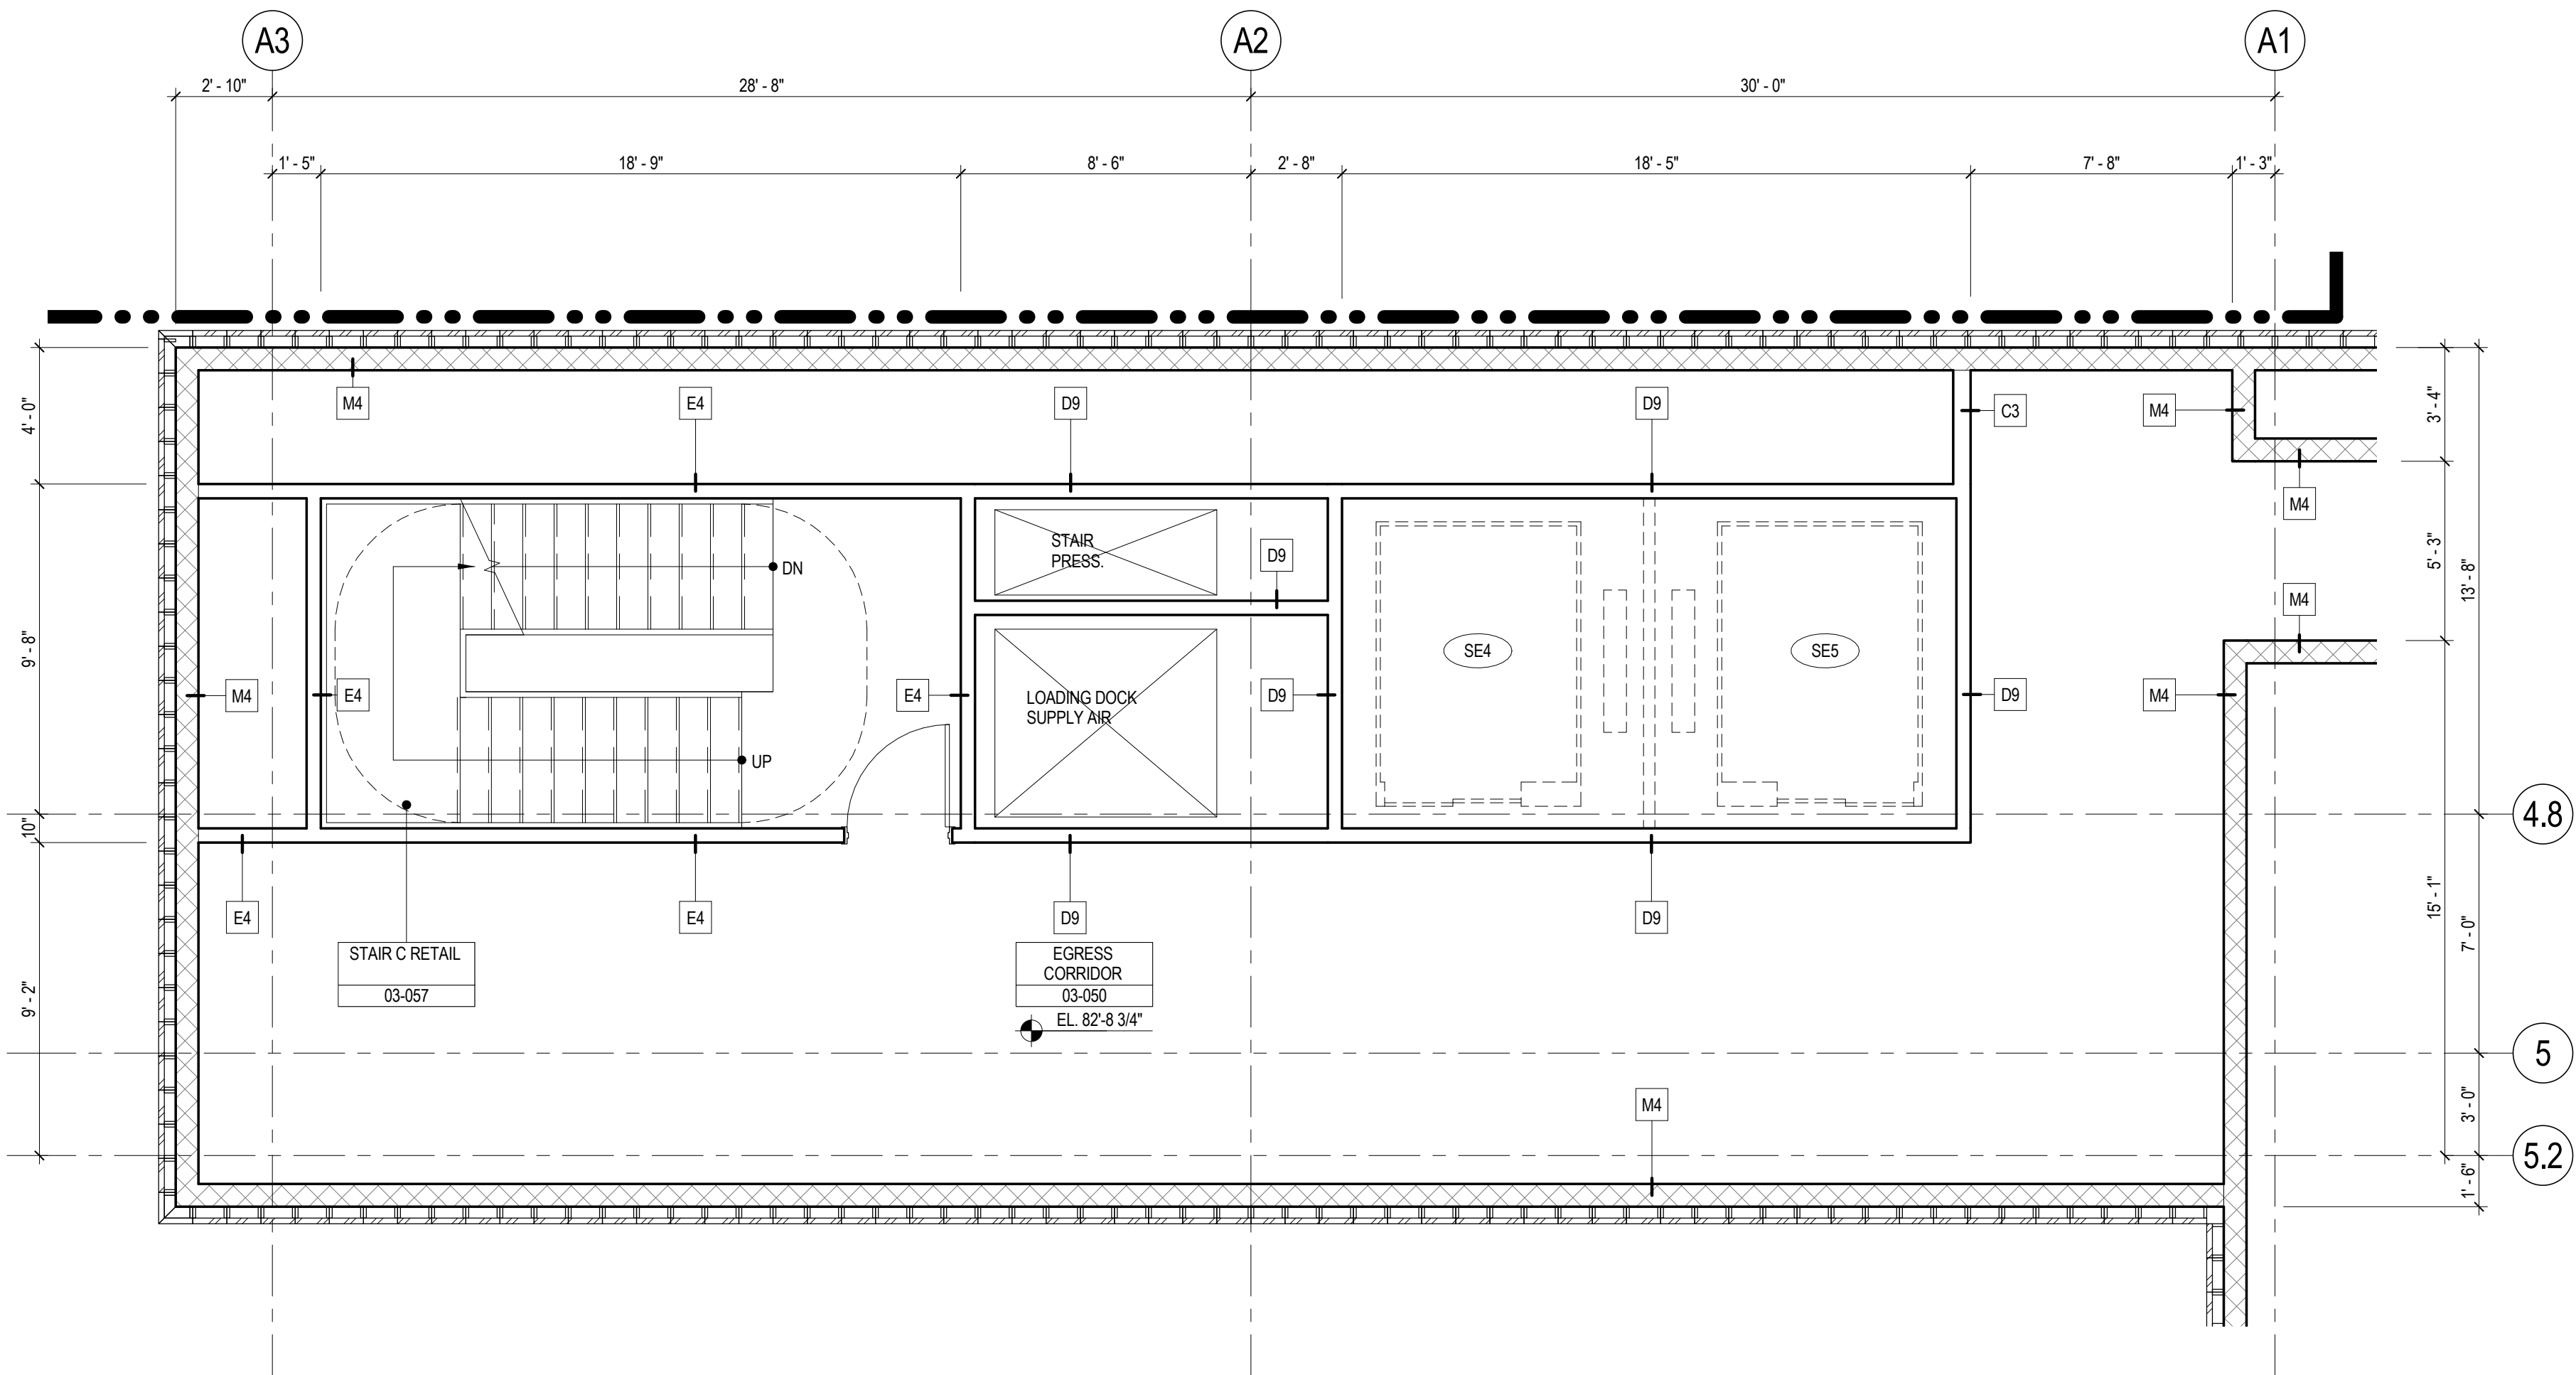 A3
A2
A1
2' - 10"
28' - 8"
30' - 0"
1' - 5"
18' - 9"
8' - 6"
2' - 8"
18' - 5"
7' - 8"
1' - 3"
M4
E4
D9
D9
C3
M4
4' - 0"
3' - 4"
M4
STAIR
PRESS.
D9
DN
5' - 3"
13' - 8"
M4
9' - 8"
SE4
SE5
M4
E4
E4
LOADING DOCK
SUPPLY AIR
D9
D9
M4
UP
4.8
10"
E4
E4
D9
D9
15' - 1"
7' - 0"
STAIR C RETAIL
03-057
EGRESS
CORRIDOR
03-050
EL. 82'-8 3/4"
9' - 2"
5
M4
3' - 0"
5.2
1' - 6"